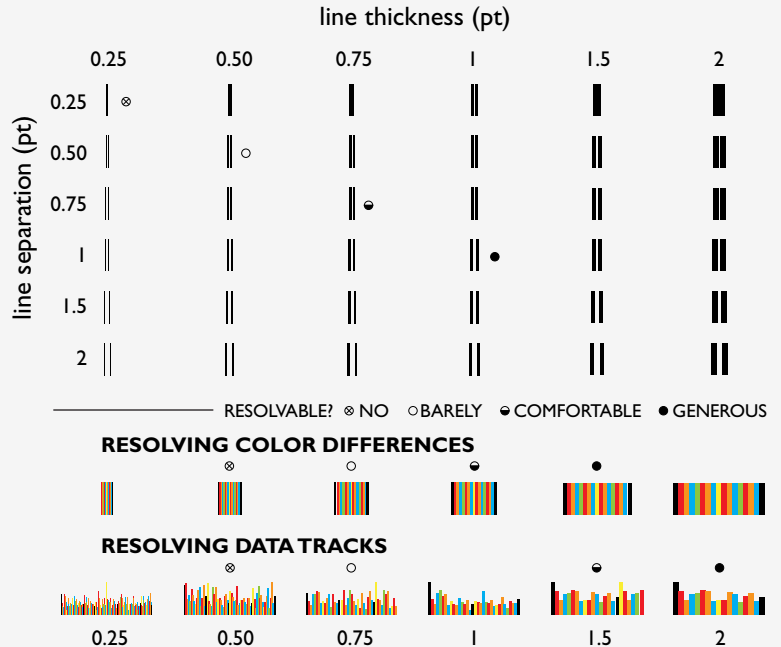 line thickness (pt)
0.25 0.50 0.75 1 1.5 2
line separation (pt)
0.25
0.50
0.75
1
1.5
2
RESOLVABLE? NO BARELY COMFORTABLE GENEROUS
RESOLVING COLOR DIFFERENCES
RESOLVING DATA TRACKS
0.25 0.50 0.75 1 1.5 2